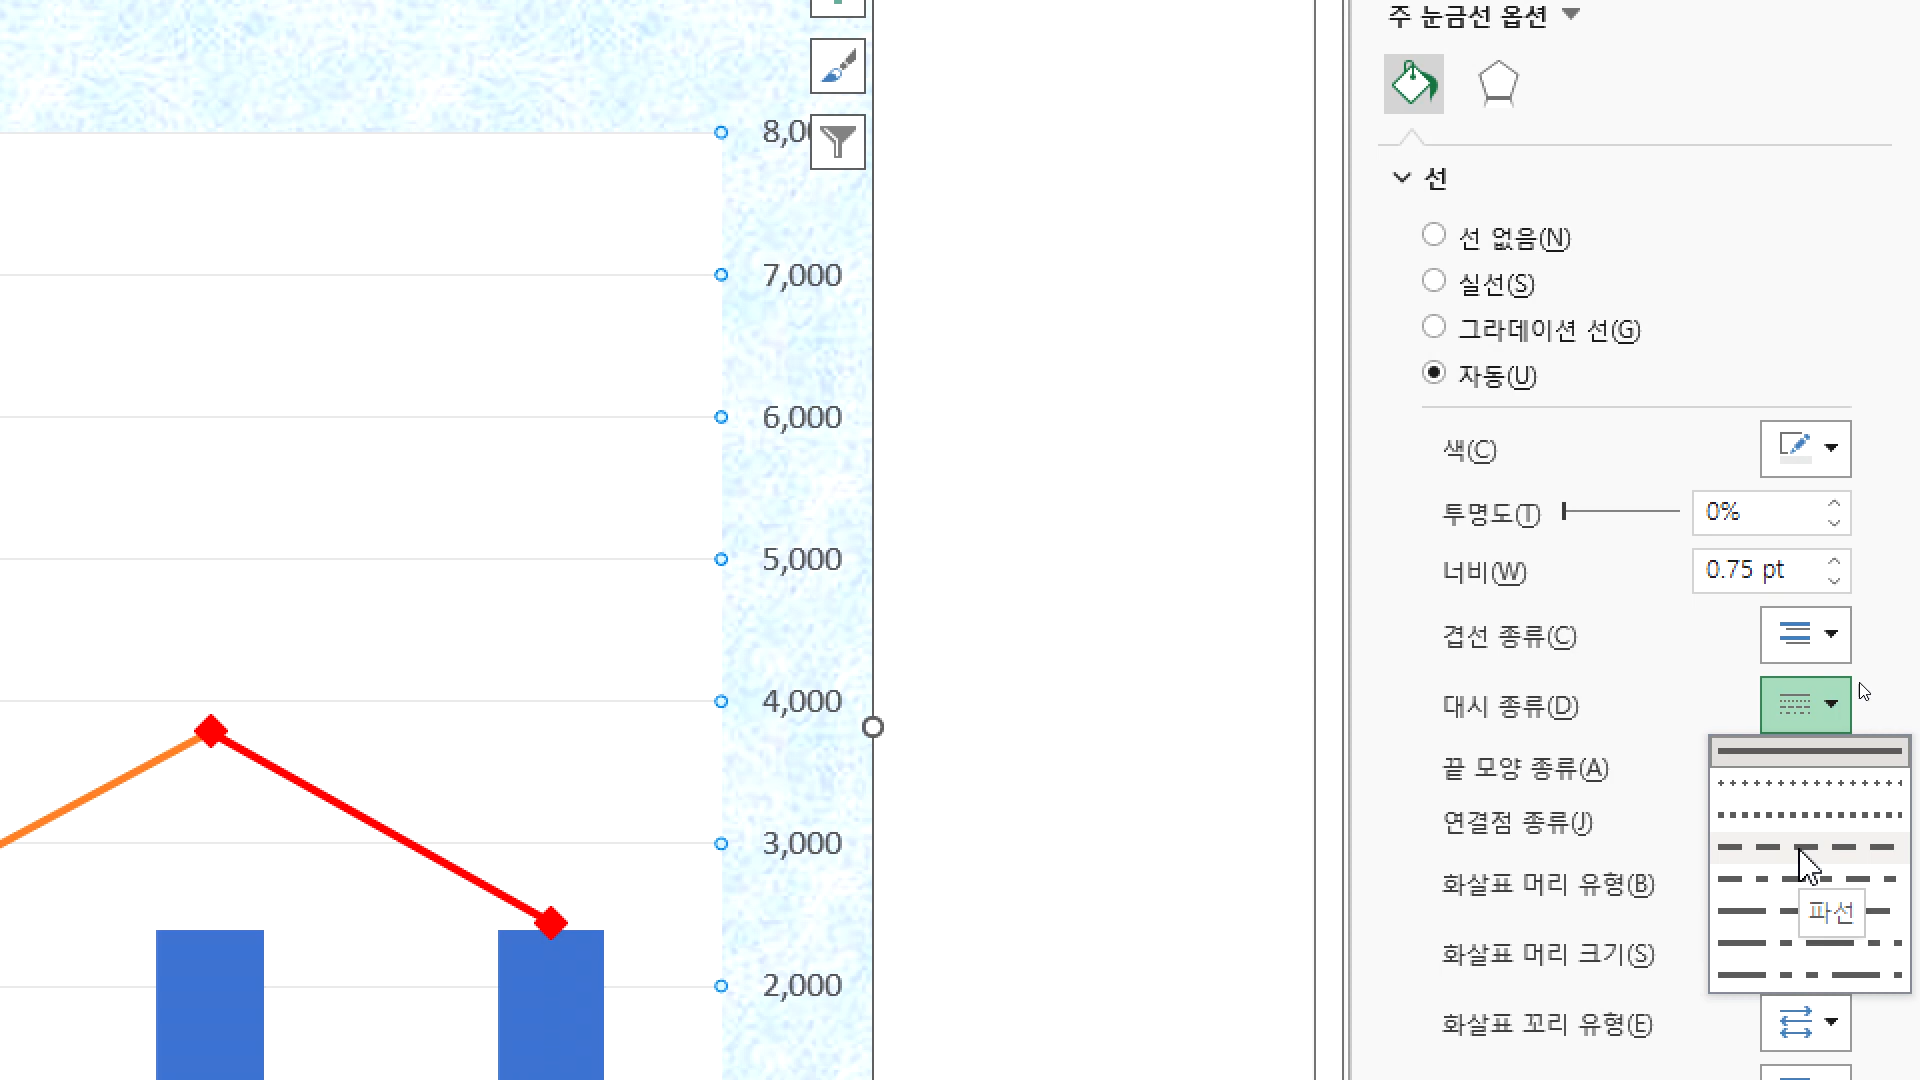 주 눈금선 옵션
선
선 없음(N)
실선(S)
그라데이션 선(G)
자동(U)
색(C)
투명도(T) 0%
너비(W) 0.75 pt
겹선 종류(C)
대시 종류(D)
끝 모양 종류(A)
연결점 종류(J)
화살표 머리 유형(B)
파선
화살표 머리 크기(S)
화살표 꼬리 유형(E)
8,0
7,000
6,000
5,000
4,000
3,000
2,000